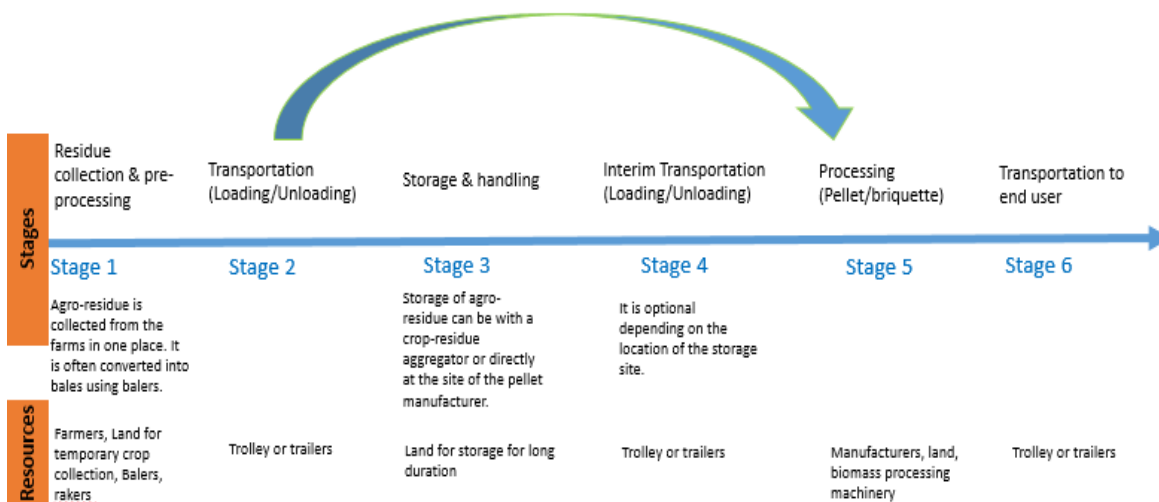 Stages
Residue
collection & pre-
processing
Transportation
(Loading/Unloading)
Storage & handling
Interim Transportation
(Loading/Unloading)
Processing
(Pellet/briquette)
Transportation to
end user
Stage 1
Stage 2
Stage 3
Stage 4
Stage 5
Stage 6
Agro-residue is
collected from the
farms in one place. It
is often converted into
bales using balers.
Storage of agro-
residue can be with a
crop-residue
aggregator or directly
at the site of the pellet
manufacturer.
It is optional
depending on the
location of the storage
site.
Resources
Farmers, Land for
temporary crop
collection, Balers,
rakers
Trolley or trailers
Land for storage for long
duration
Trolley or trailers
Manufacturers, land,
biomass processing
machinery
Trolley or trailers